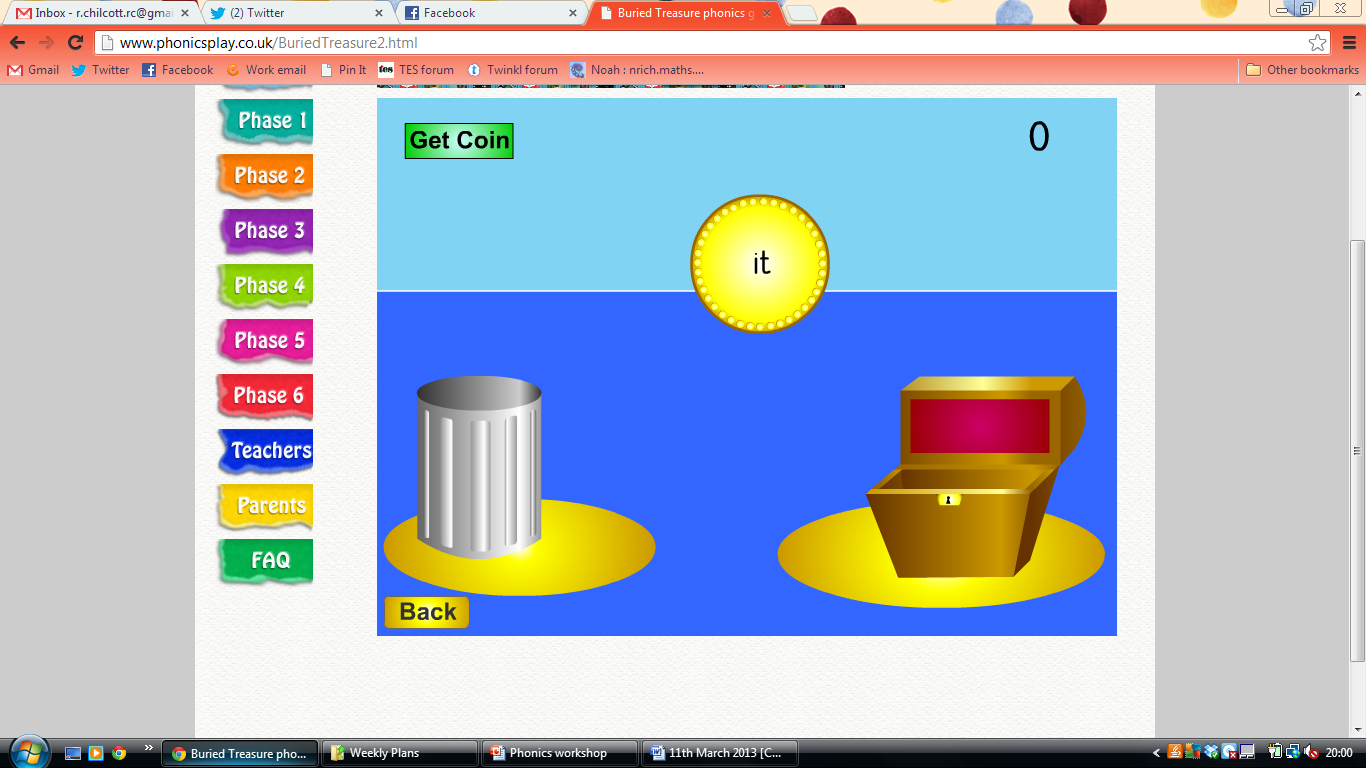 Inbox - r.chilcott.rc@gmai
(2) Twitter
Facebook
Buried Treasure phonics g
www.phonicsplay.co.uk/BuriedTreasure2.html
Gmail
Twitter
Facebook
Work email
Pin It
tes
TES forum
Twinkl forum
Noah : nrich.maths....
Other bookmarks
Phase 1
Phase 2
Phase 3
Phase 4
Phase 5
Phase 6
Teachers
Parents
FAQ
Get Coin
0
it
Back
Buried Treasure pho...
Weekly Plans
Phonics workshop
11th March 2013 [C...
20:00